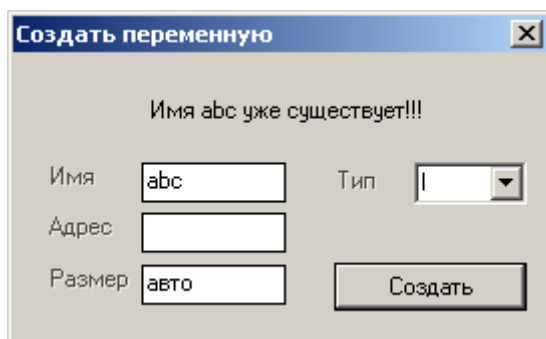 Создать переменную
Имя abc уже существует!!!
Имя abc Тип I
Адрес
Размер авто Создать